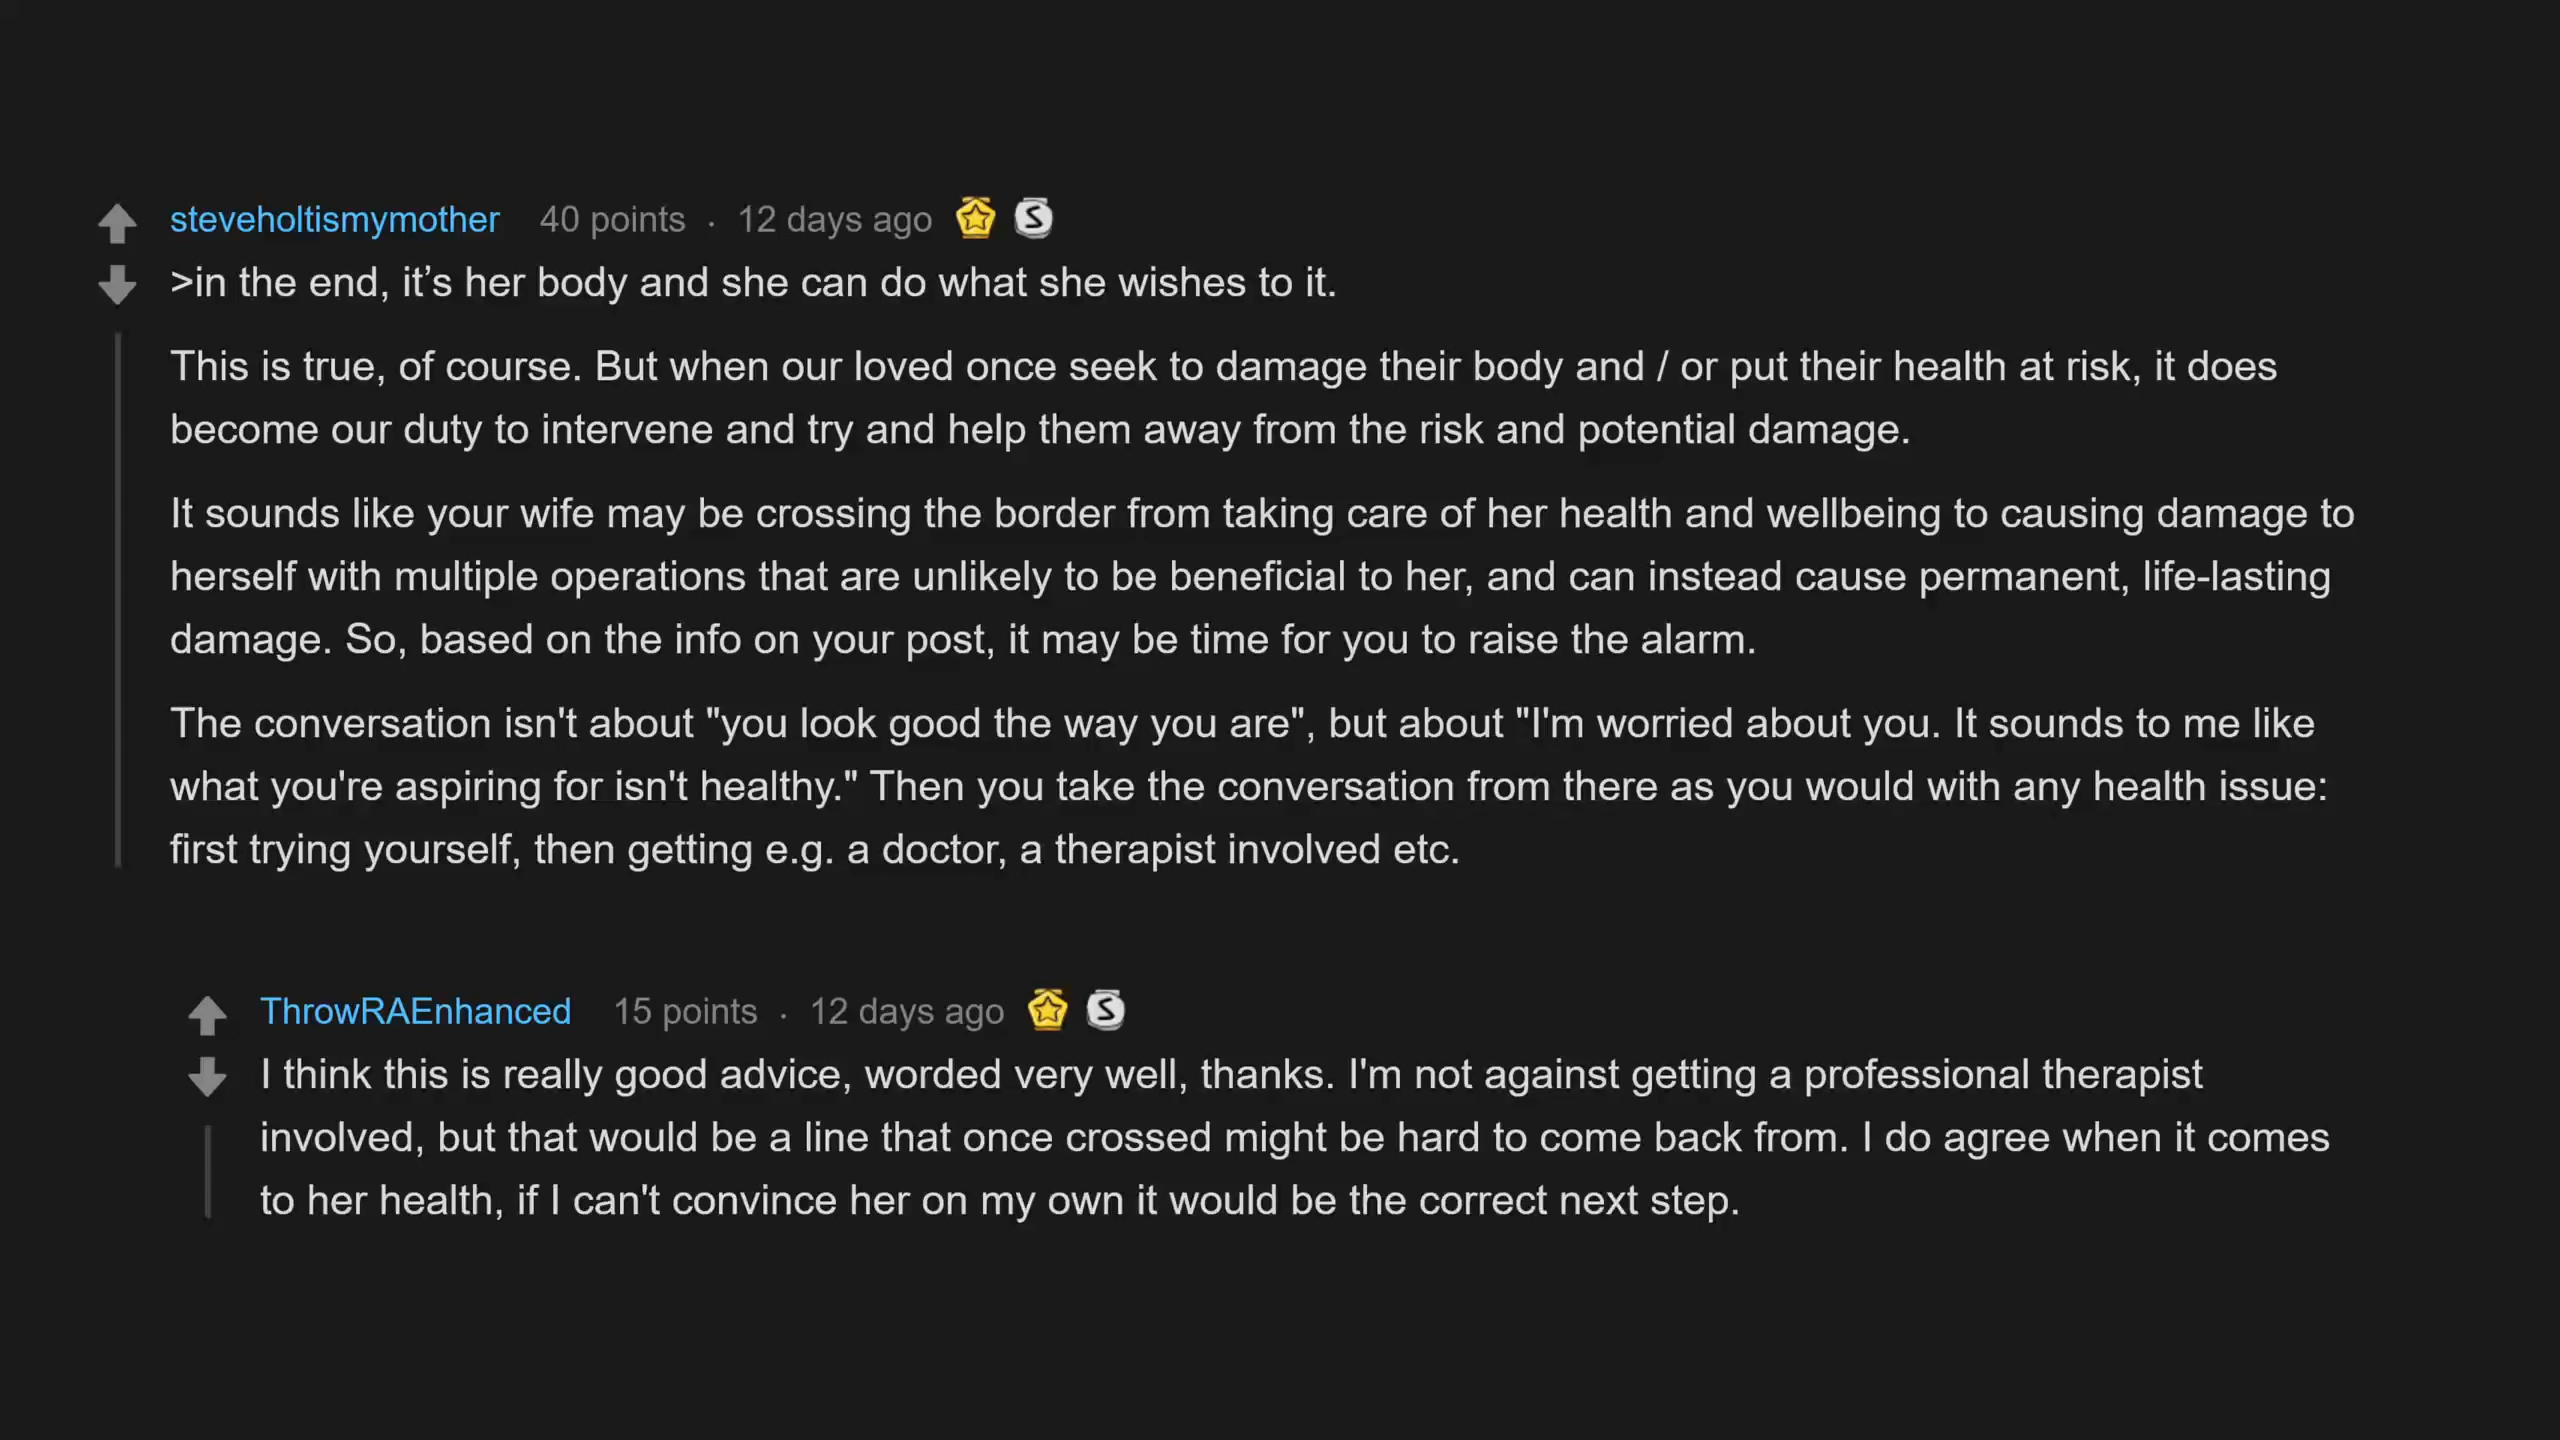 steveholtismymother 40 points · 12 days ago
>in the end, it’s her body and she can do what she wishes to it.
This is true, of course. But when our loved once seek to damage their body and / or put their health at risk, it does
become our duty to intervene and try and help them away from the risk and potential damage.
It sounds like your wife may be crossing the border from taking care of her health and wellbeing to causing damage to
herself with multiple operations that are unlikely to be beneficial to her, and can instead cause permanent, life-lasting
damage. So, based on the info on your post, it may be time for you to raise the alarm.
The conversation isn't about "you look good the way you are", but about "I'm worried about you. It sounds to me like
what you're aspiring for isn't healthy." Then you take the conversation from there as you would with any health issue:
first trying yourself, then getting e.g. a doctor, a therapist involved etc.
ThrowRAEnhanced 15 points · 12 days ago
I think this is really good advice, worded very well, thanks. I'm not against getting a professional therapist
involved, but that would be a line that once crossed might be hard to come back from. I do agree when it comes
to her health, if I can't convince her on my own it would be the correct next step.